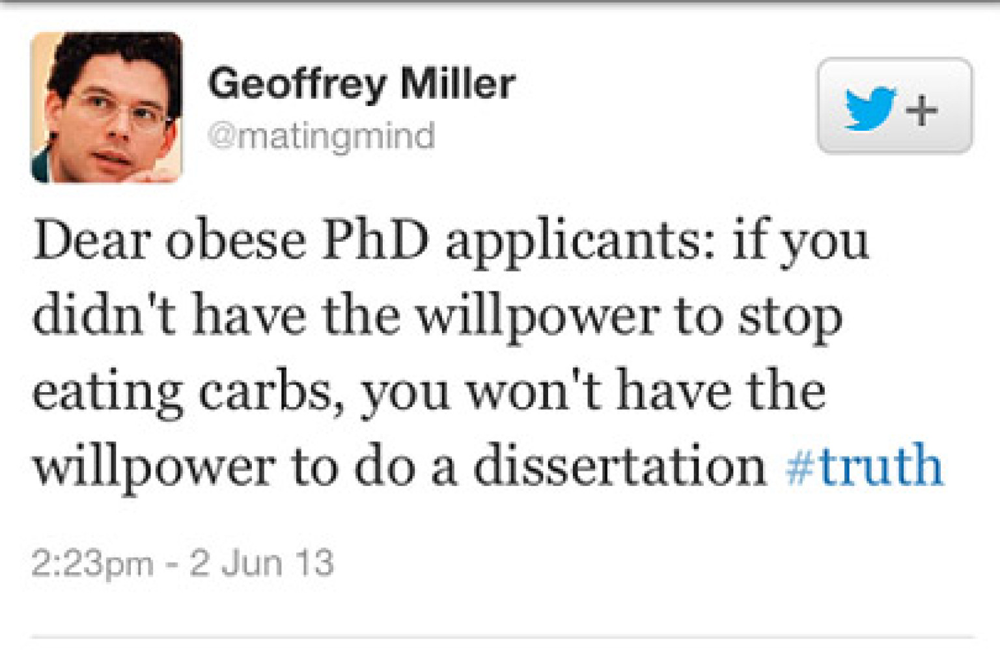 Geoffrey Miller
@matingmind
+
Dear obese PhD applicants: if you
didn't have the willpower to stop
eating carbs, you won't have the
willpower to do a dissertation #truth
2:23pm - 2 Jun 13